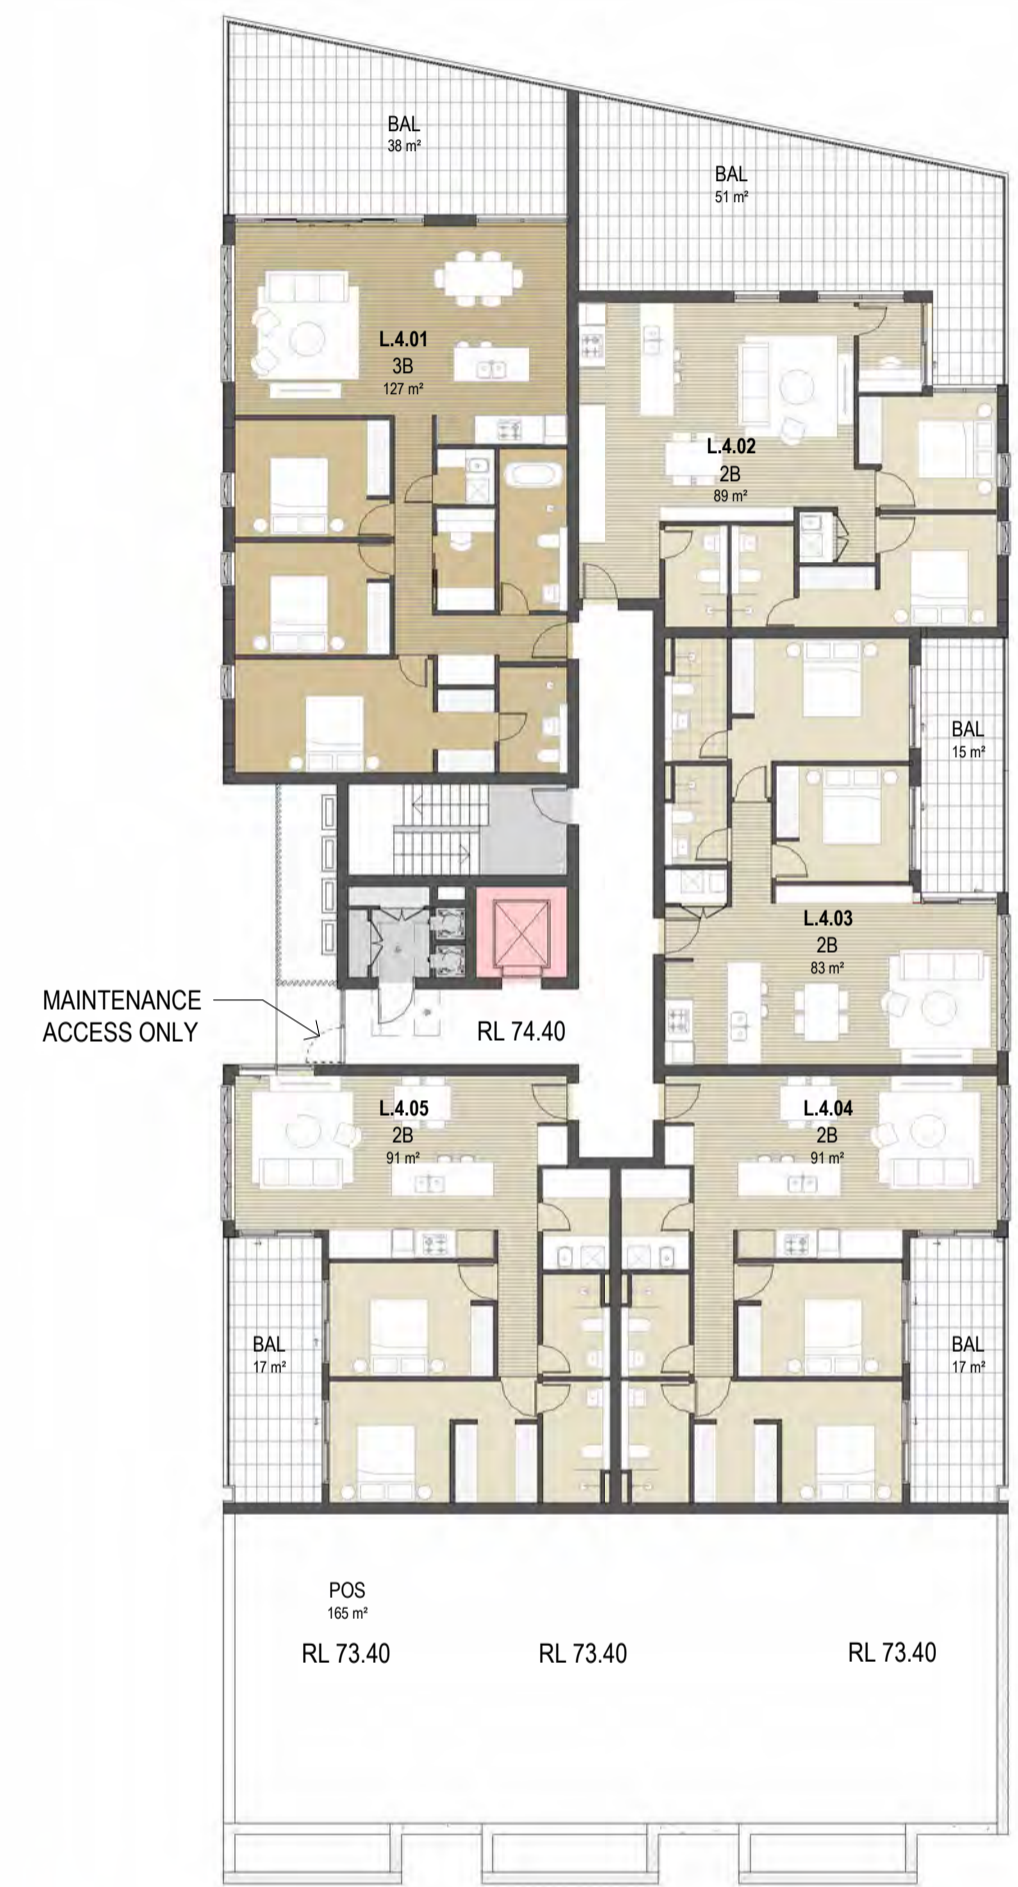 BAL
38 m²
BAL
51 m²
L.4.01
3B
127 m²
L.4.02
2B
89 m²
BAL
15 m²
L.4.03
2B
83 m²
MAINTENANCE
ACCESS ONLY
RL 74.40
L.4.05
2B
91 m²
L.4.04
2B
91 m²
BAL
17 m²
BAL
17 m²
POS
165 m²
RL 73.40
RL 73.40
RL 73.40